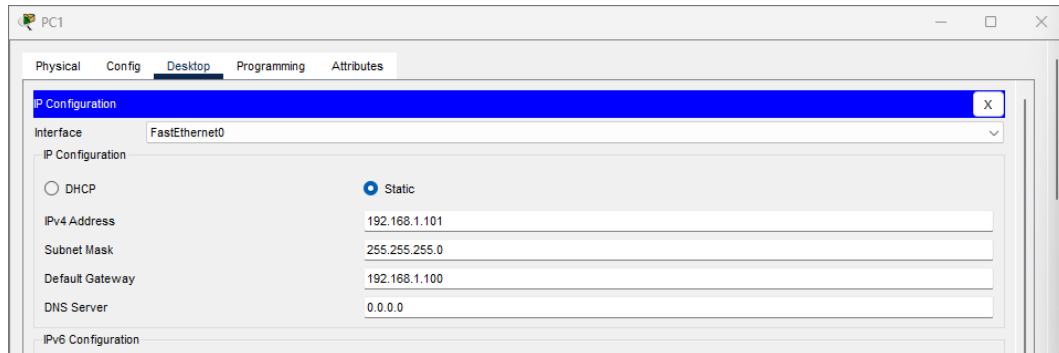 PC1
Physical Config Desktop Programming Attributes
IP Configuration X
Interface FastEthernet0
IP Configuration
DHCP Static
IPv4 Address 192.168.1.101
Subnet Mask 255.255.255.0
Default Gateway 192.168.1.100
DNS Server 0.0.0.0
IPv6 Configuration